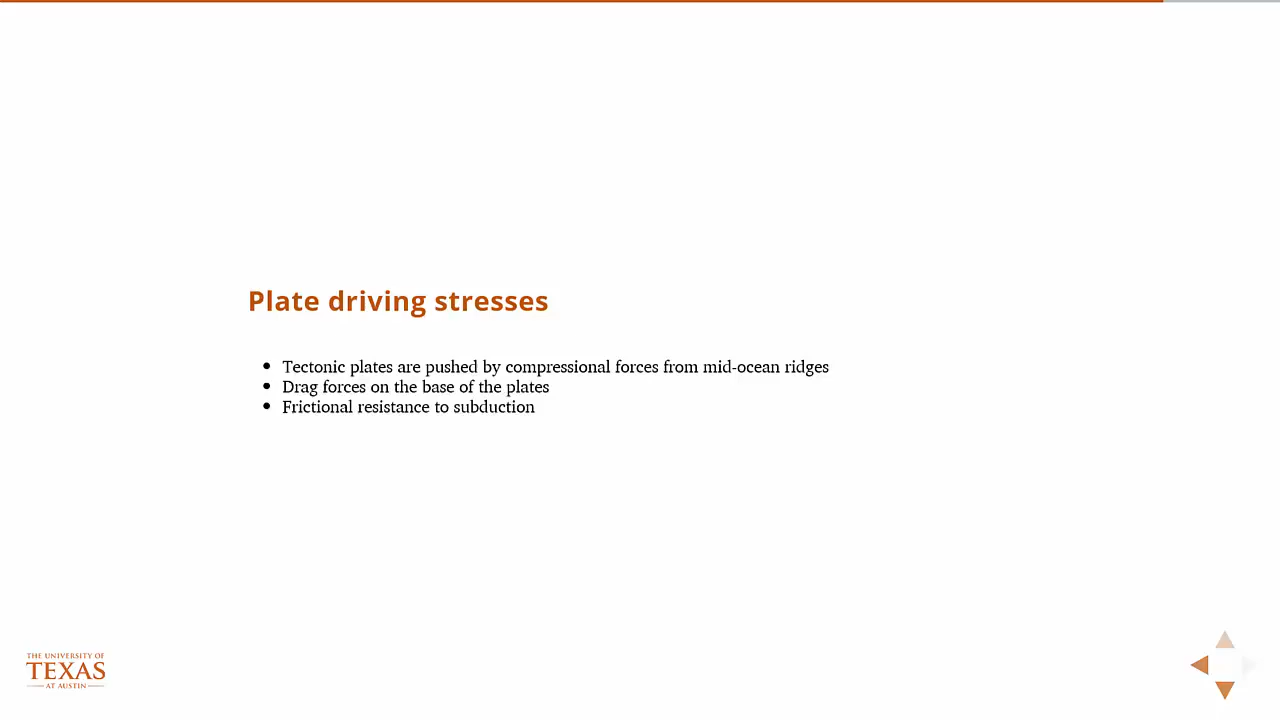 Plate driving stresses
Tectonic plates are pushed by compressional forces from mid-ocean ridges
Drag forces on the base of the plates
Frictional resistance to subduction
THE UNIVERSITY OF
TEXAS
AT AUSTIN